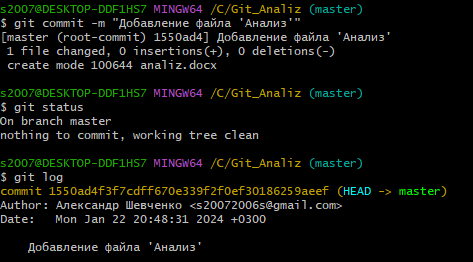 s2007@DESKTOP-DDF1HS7 MINGW64 /C/Git_Analiz (master)
$ git commit -m "Добавление файла 'Анализ'"
[master (root-commit) 1550ad4] Добавление файла 'Анализ'
1 file changed, 0 insertions(+), 0 deletions(-)
create mode 100644 analiz.docx
s2007@DESKTOP-DDF1HS7 MINGW64 /C/Git_Analiz (master)
$ git status
On branch master
nothing to commit, working tree clean
s2007@DESKTOP-DDF1HS7 MINGW64 /C/Git_Analiz (master)
$ git log
commit 1550ad4f3f7cdff670e339f2f0ef30186259aeef (HEAD -> master)
Author: Александр Шевченко <s20072006s@gmail.com>
Date: Mon Jan 22 20:48:31 2024 +0300
Добавление файла 'Анализ'